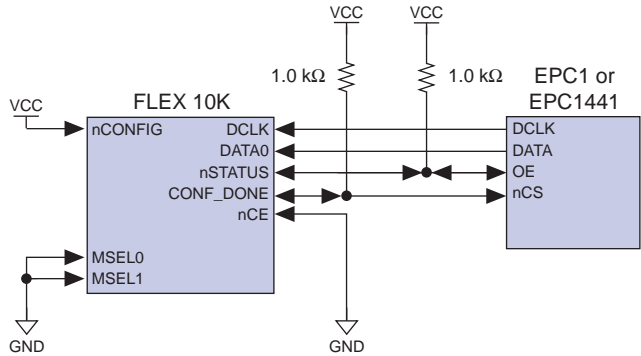 VCC VCC
1.0 kΩ 1.0 kΩ
EPC1 or
EPC1441
VCC
FLEX 10K
nCONFIG DCLK DCLK
DATA0 DATA
nSTATUS OE
CONF_DONE nCS
nCE
MSEL0
MSEL1
GND GND